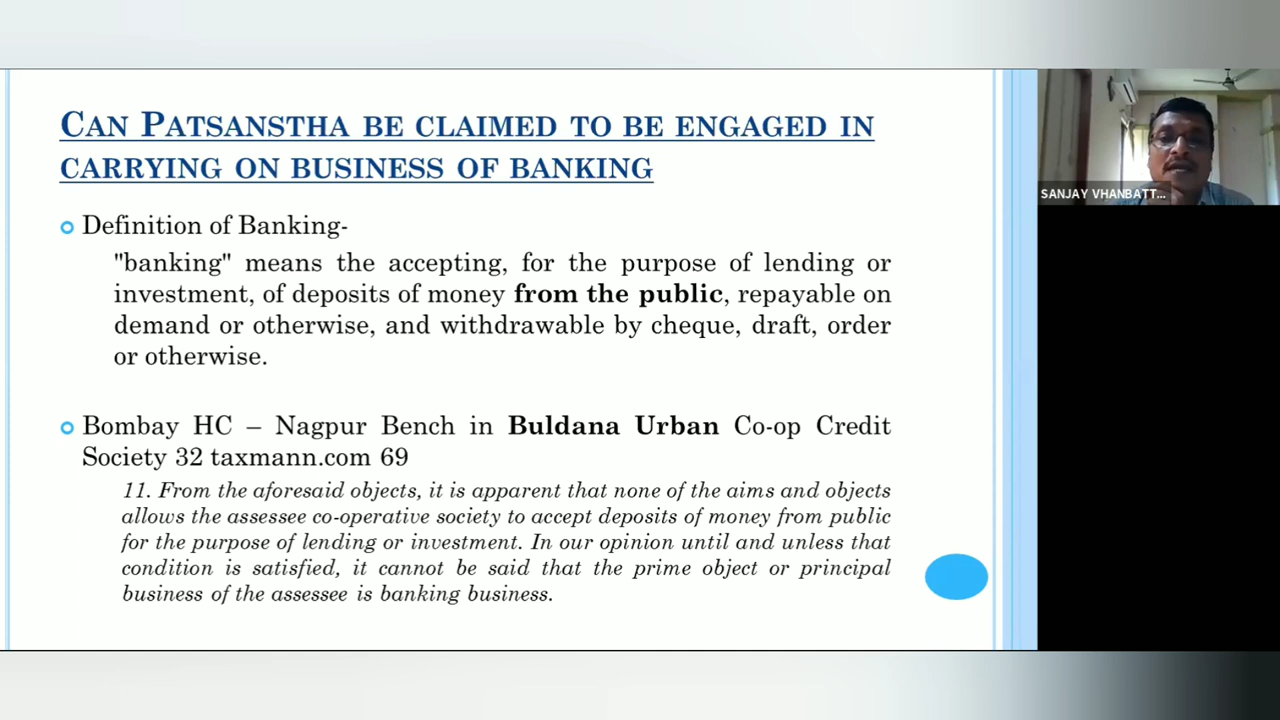 CAN PATSANSTHA BE CLAIMED TO BE ENGAGED IN
CARRYING ON BUSINESS OF BANKING
Definition of Banking-
"banking" means the accepting, for the purpose of lending or
investment, of deposits of money from the public, repayable on
demand or otherwise, and withdrawable by cheque, draft, order
or otherwise.
Bombay HC – Nagpur Bench in Buldana Urban Co-op Credit
Society 32 taxmann.com 69
11. From the aforesaid objects, it is apparent that none of the aims and objects
allows the assessee co-operative society to accept deposits of money from public
for the purpose of lending or investment. In our opinion until and unless that
condition is satisfied, it cannot be said that the prime object or principal
business of the assessee is banking business.
SANJAY VHANBATT...